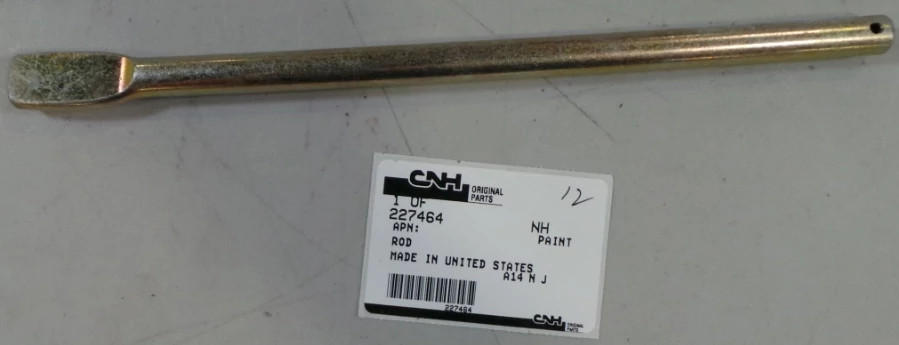 CNH ORIGINAL PARTS
12
1 OF
227464 NH
APN: PAINT
ROD
MADE IN UNITED STATES
A14 N J
227464
CNH ORIGINAL PARTS